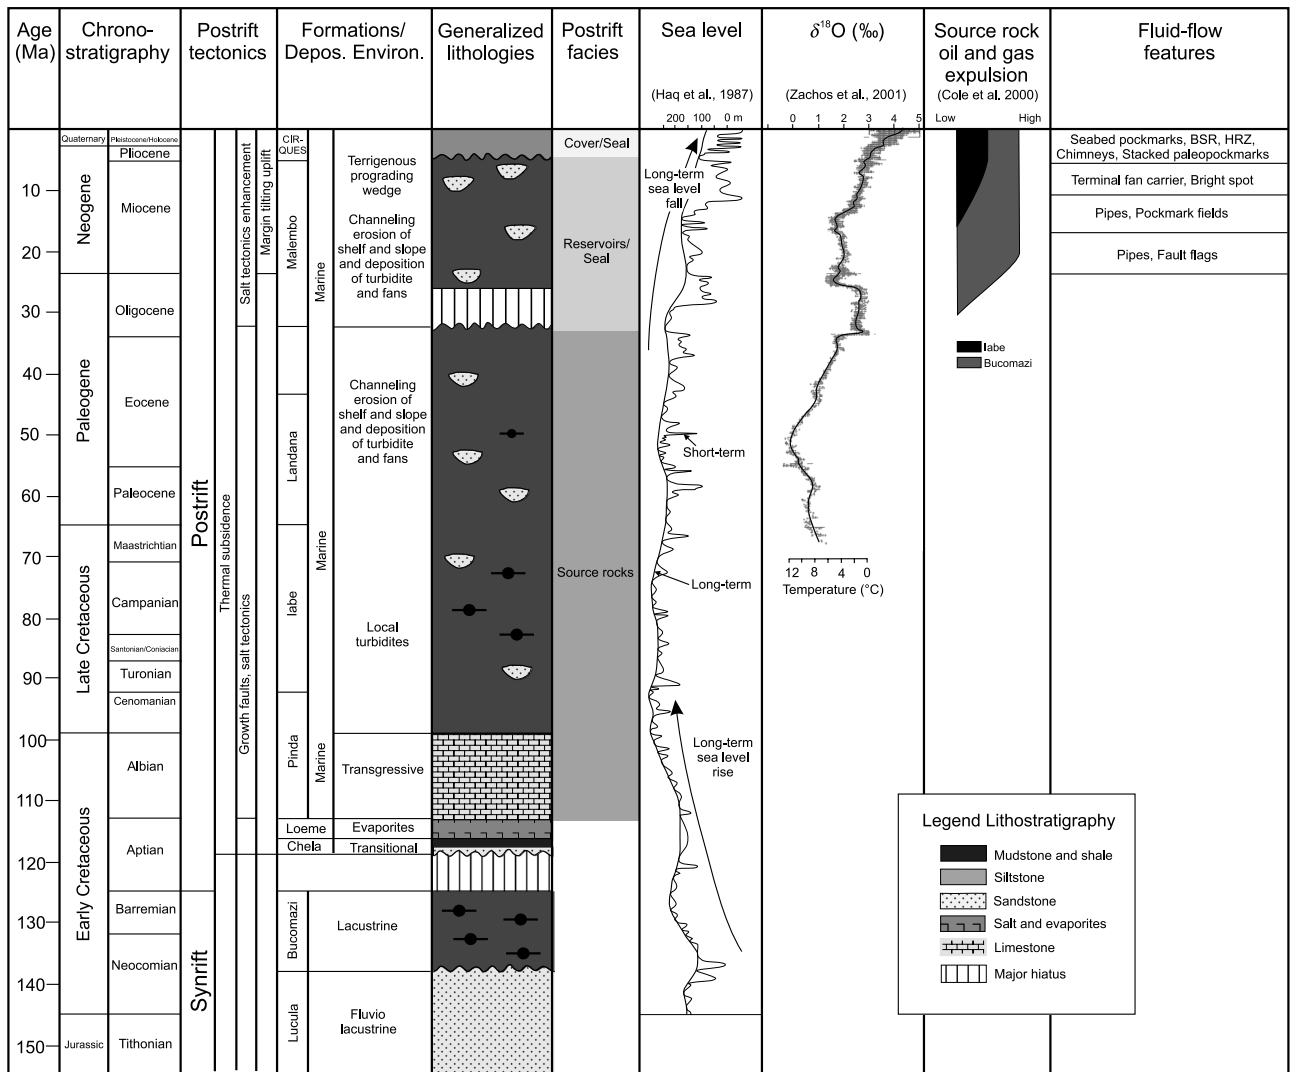 Age
(Ma)
Chrono-
stratigraphy
Postrift
tectonics
Formations/
Depos. Environ.
Generalized
lithologies
Postrift
facies
Sea level
(Haq et al., 1987)
200 100 0 m
δ18O (‰)
(Zachos et al., 2001)
0 1 2 3 4 5
Source rock
oil and gas
expulsion
(Cole et al. 2000)
Low High
Fluid-flow
features
10
20
30
40
50
60
70
80
90
100
110
120
130
140
150
Quaternary
Neogene
Paleogene
Late Cretaceous
Early Cretaceous
Jurassic
Pleistocene/Holocene
Pliocene
Miocene
Oligocene
Eocene
Paleocene
Maastrichtian
Campanian
Santonian/Coniacian
Turonian
Cenomanian
Albian
Aptian
Barremian
Neocomian
Tithonian
Postrift
Synrift
Thermal subsidence
Salt tectonics enhancement
Growth faults, salt tectonics
Margin tilting uplift
CIR-
QUES
Malembo
Landana
Iabe
Pinda
Loeme
Chela
Bucomazi
Lucula
Marine
Marine
Marine
Terrigenous
prograding
wedge
Channeling
erosion of
shelf and slope
and deposition
of turbidite
and fans
Channeling
erosion of
shelf and slope
and deposition
of turbidite
and fans
Local
turbidites
Transgressive
Evaporites
Transitional
Lacustrine
Fluvio
lacustrine
Cover/Seal
Reservoirs/
Seal
Source rocks
Long-term
sea level
fall
Short-term
Long-term
Long-term
sea level
rise
12 8 4 0
Temperature (°C)
Iabe
Bucomazi
Seabed pockmarks, BSR, HRZ,
Chimneys, Stacked paleopockmarks
Terminal fan carrier, Bright spot
Pipes, Pockmark fields
Pipes, Fault flags
Legend Lithostratigraphy
Mudstone and shale
Siltstone
Sandstone
Salt and evaporites
Limestone
Major hiatus